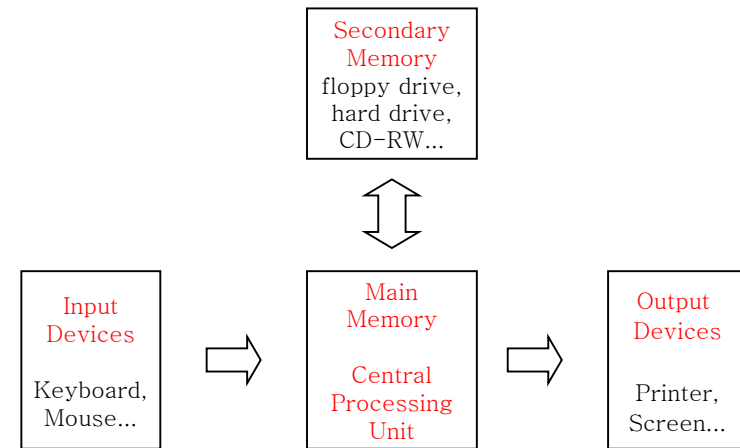 Secondary
Memory
floppy drive,
hard drive,
CD-RW...
Input
Devices
Keyboard,
Mouse...
Main
Memory
Central
Processing
Unit
Output
Devices
Printer,
Screen...